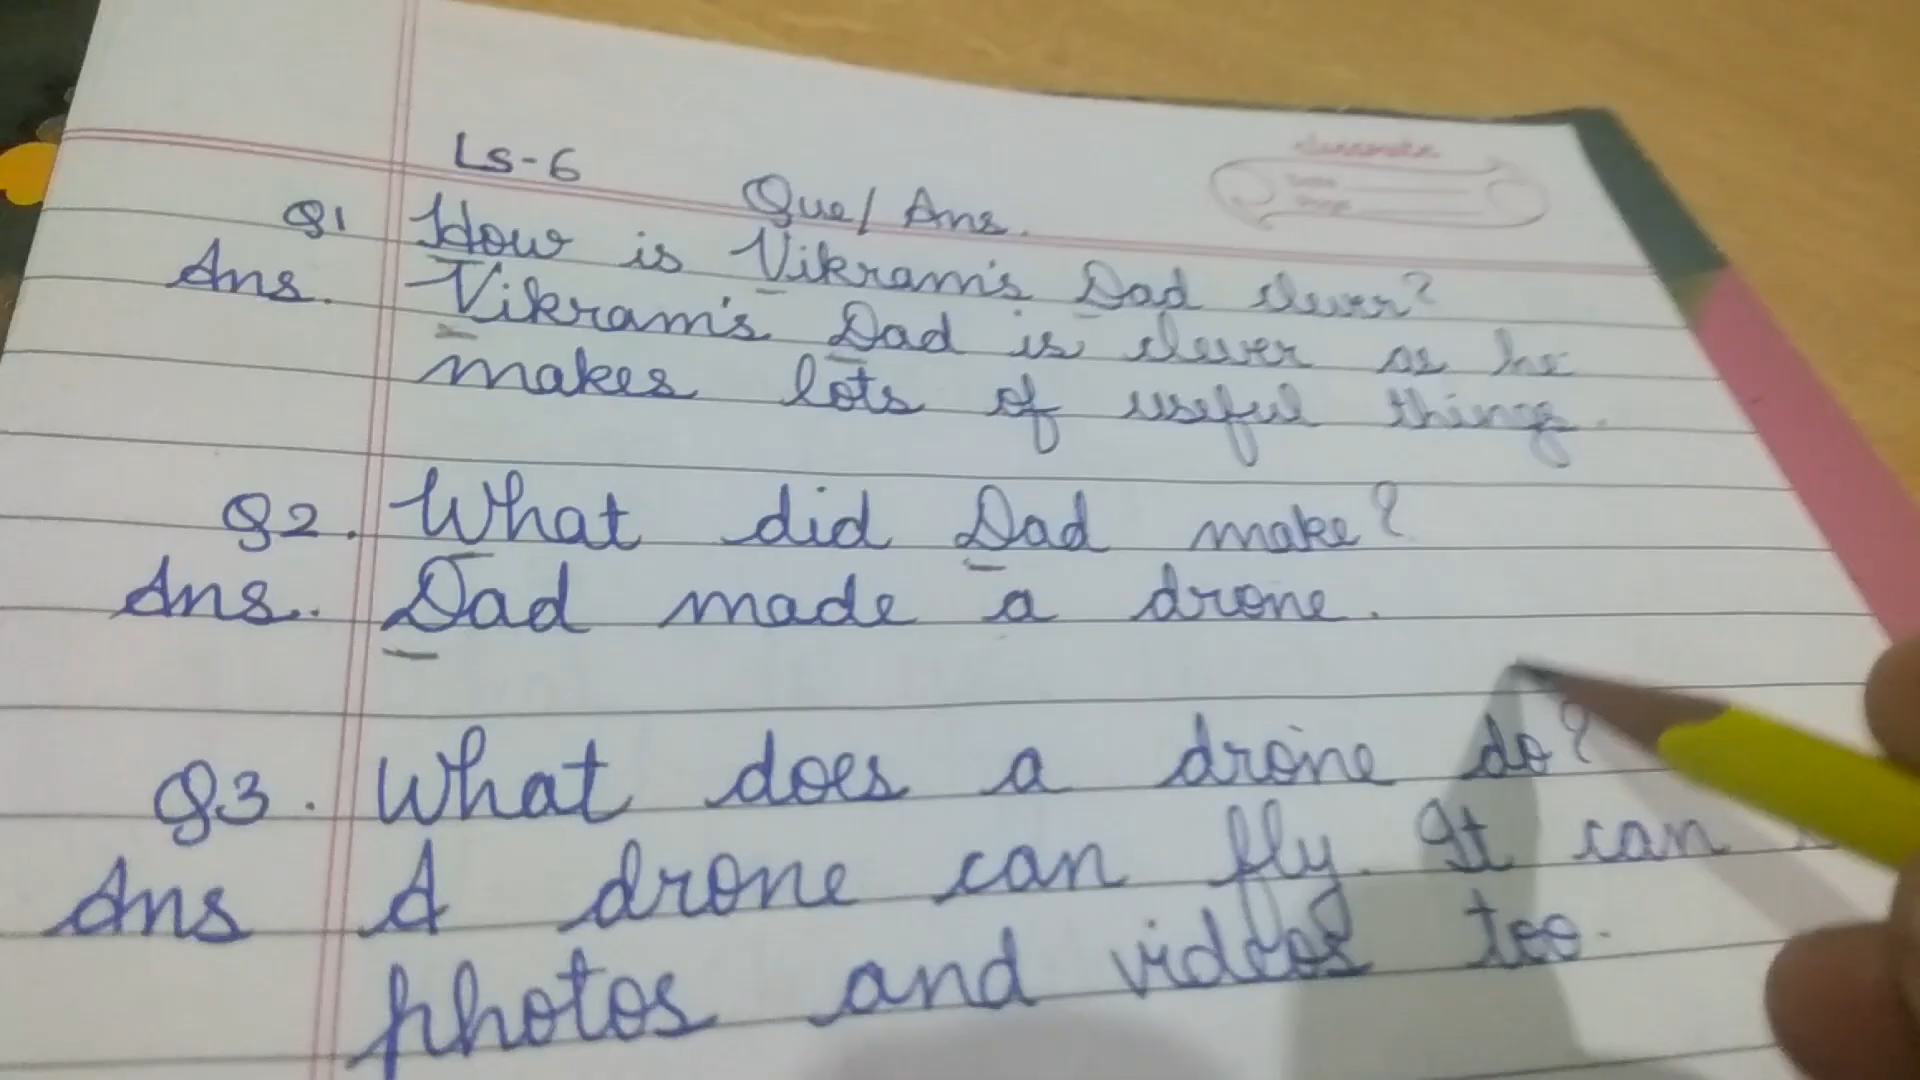 Ls-6
Que/ Ans.
Q1 How is Vikram's Dad clever?
Ans. Vikram's Dad is clever as he
makes lots of useful things.
Q2. What did Dad make?
Ans. Dad made a drone.
Q3. What does a drone do?
Ans A drone can fly. It can
photos and videos too.